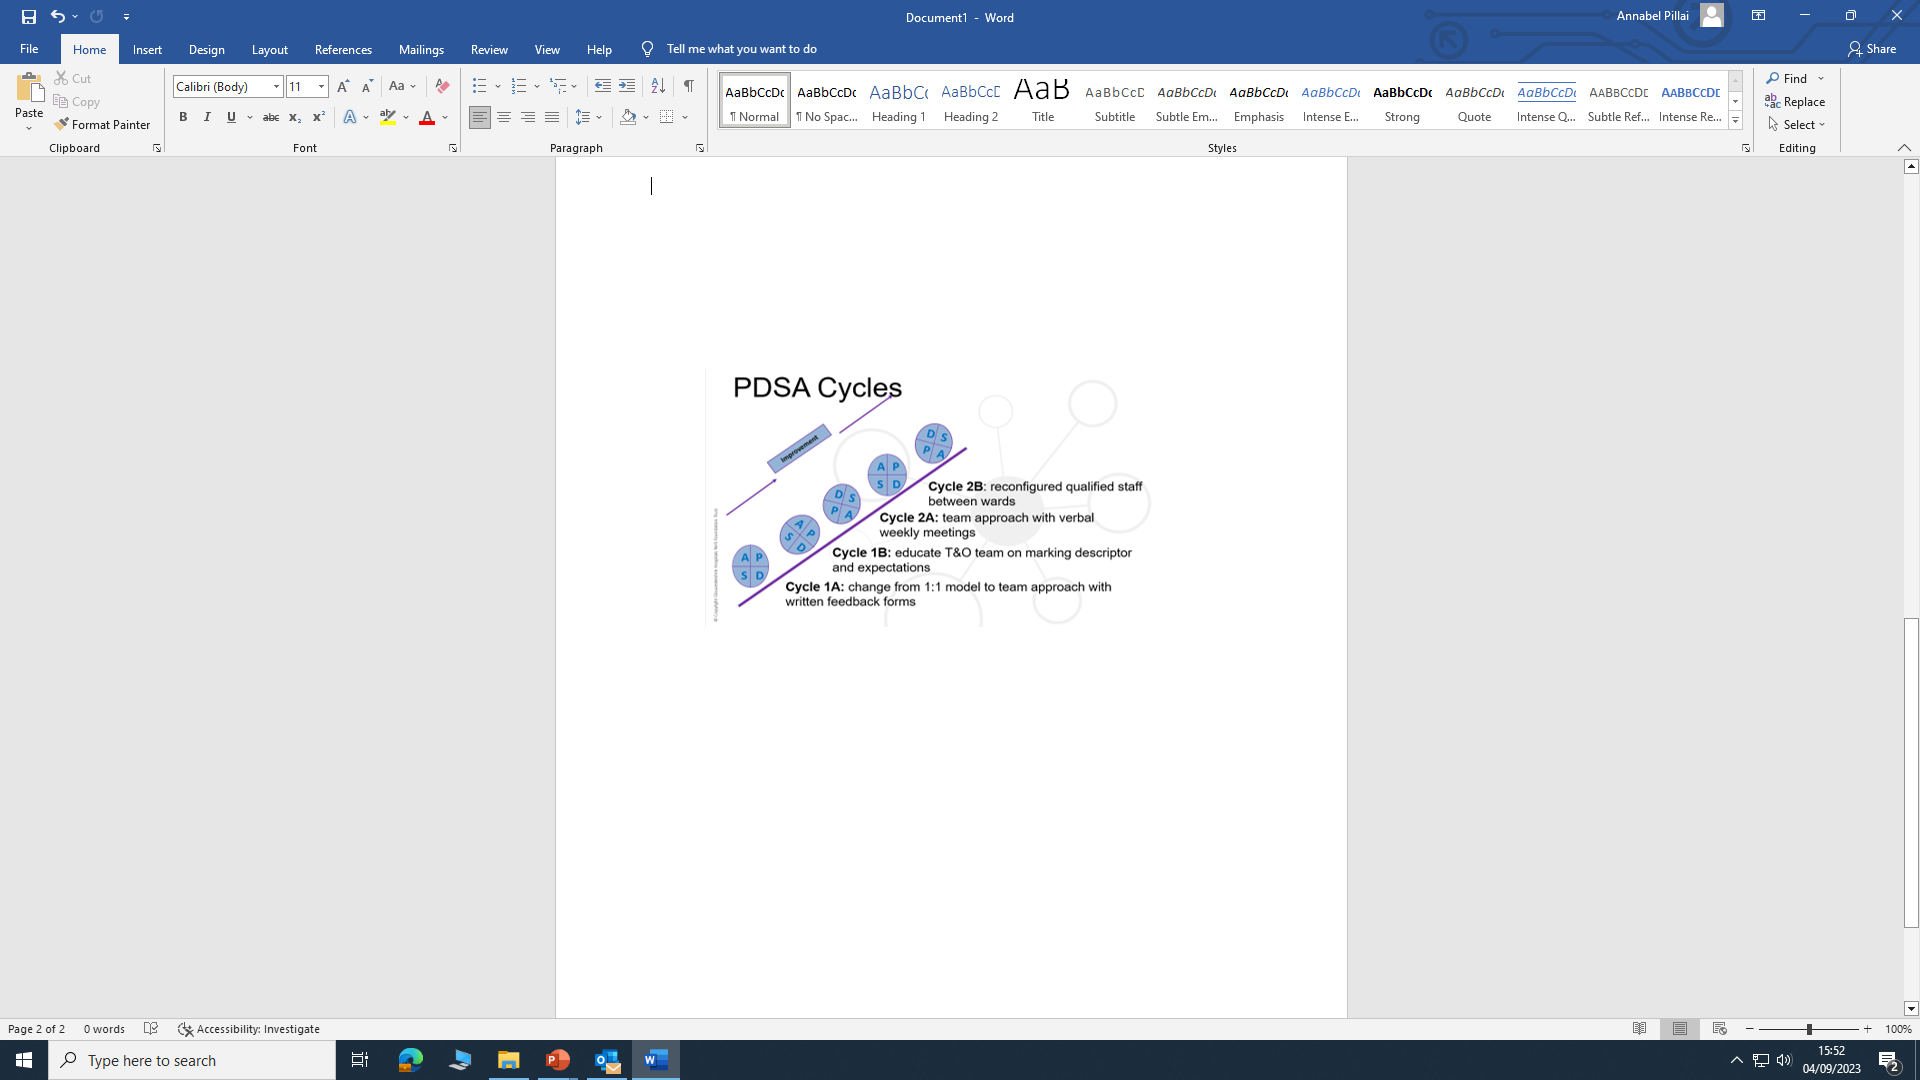 Document1 - Word
Annabel Pillai
File Home Insert Design Layout References Mailings Review View Help Tell me what you want to do Share
Paste
Cut
Copy
Format Painter
Clipboard
Calibri (Body) 11
Font
Paragraph
AaBbCcDc AaBbCcDc AaBbCc AaBbCcD AaB AaBbCcD AaBbCcDc AaBbCcDc AaBbCcDc AaBbCcDc AaBbCcDc AaBbCcDc AaBbCcDc AaBbCcDc
¶ Normal ¶ No Spac... Heading 1 Heading 2 Title Subtitle Subtle Em... Emphasis Intense E... Strong Quote Intense Q... Subtle Ref... Intense Re...
Styles
Find
Replace
Select
Editing
PDSA Cycles
Improvement
D S P A
A P S D
D S P A
A P S D
A P S D
Cycle 2B: reconfigured qualified staff
between wards
Cycle 2A: team approach with verbal
weekly meetings
Cycle 1B: educate T&O team on marking descriptor
and expectations
Cycle 1A: change from 1:1 model to team approach with
written feedback forms
Page 2 of 2 0 words Accessibility: Investigate 100%
Type here to search
15:52
04/09/2023
2